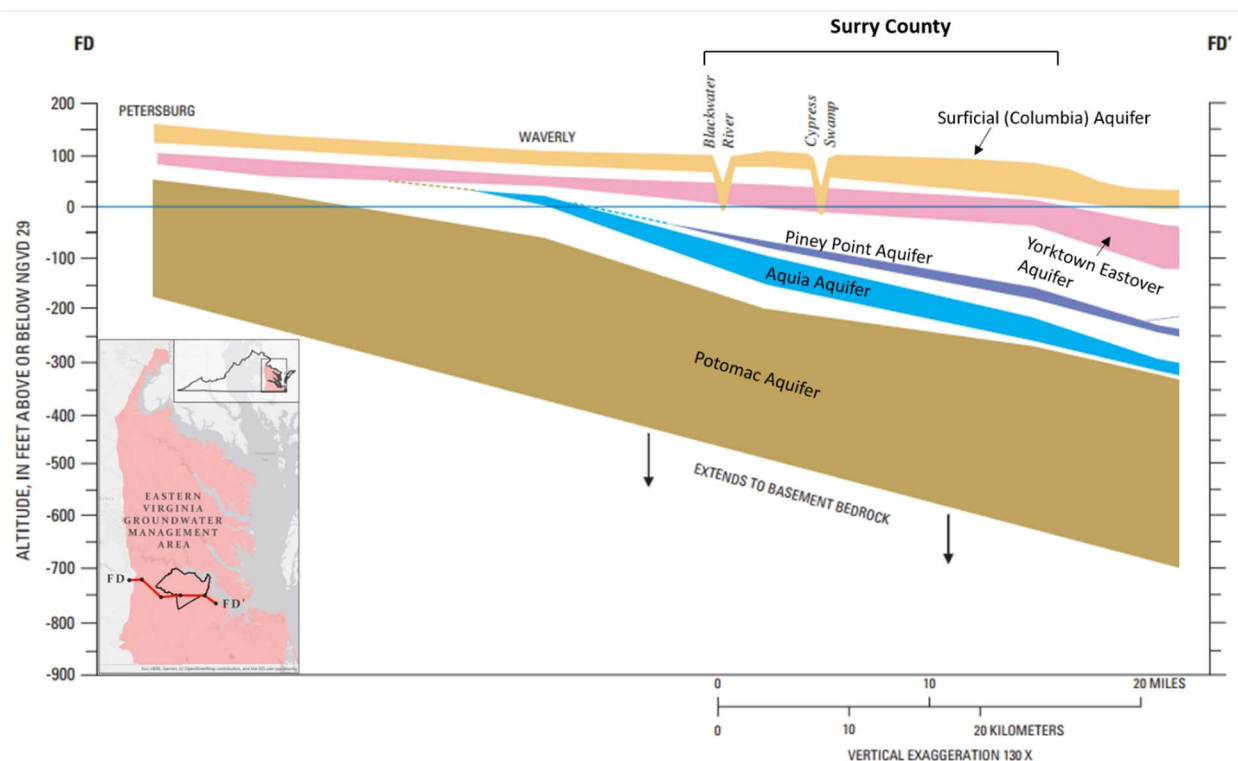 Surry County
FD
FD'
200
100
0
-100
-200
-300
-400
-500
-600
-700
-800
-900
ALTITUDE, IN FEET ABOVE OR BELOW NGVD 29
PETERSBURG
WAVERLY
Blackwater
River
Cypress
Swamp
Surficial (Columbia) Aquifer
Piney Point Aquifer
Yorktown Eastover
Aquifer
Aquia Aquifer
Potomac Aquifer
EXTENDS TO BASEMENT BEDROCK
EASTERN
VIRGINIA
GROUNDWATER
MANAGEMENT
AREA
FD
FD'
0
10
20 MILES
0
10
20 KILOMETERS
VERTICAL EXAGGERATION 130 X